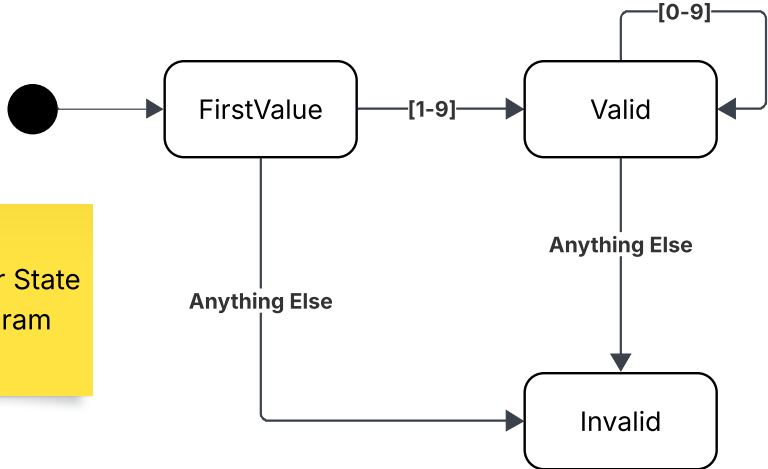 [0-9]
FirstValue
[1-9]
Valid
Anything Else
r State
ram
Anything Else
Invalid